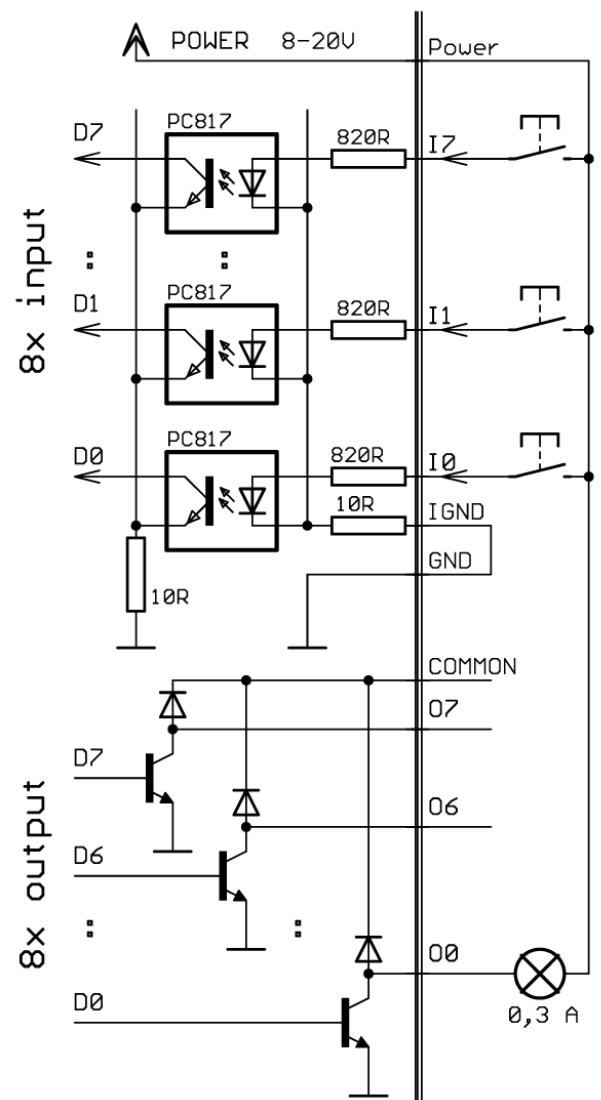 POWER 8-20V
Power
D7
PC817
820R
I7
8x input
D1
PC817
820R
I1
D0
PC817
820R
I0
10R
IGND
GND
10R
COMMON
O7
D7
8x output
O6
D6
O0
D0
0,3 A